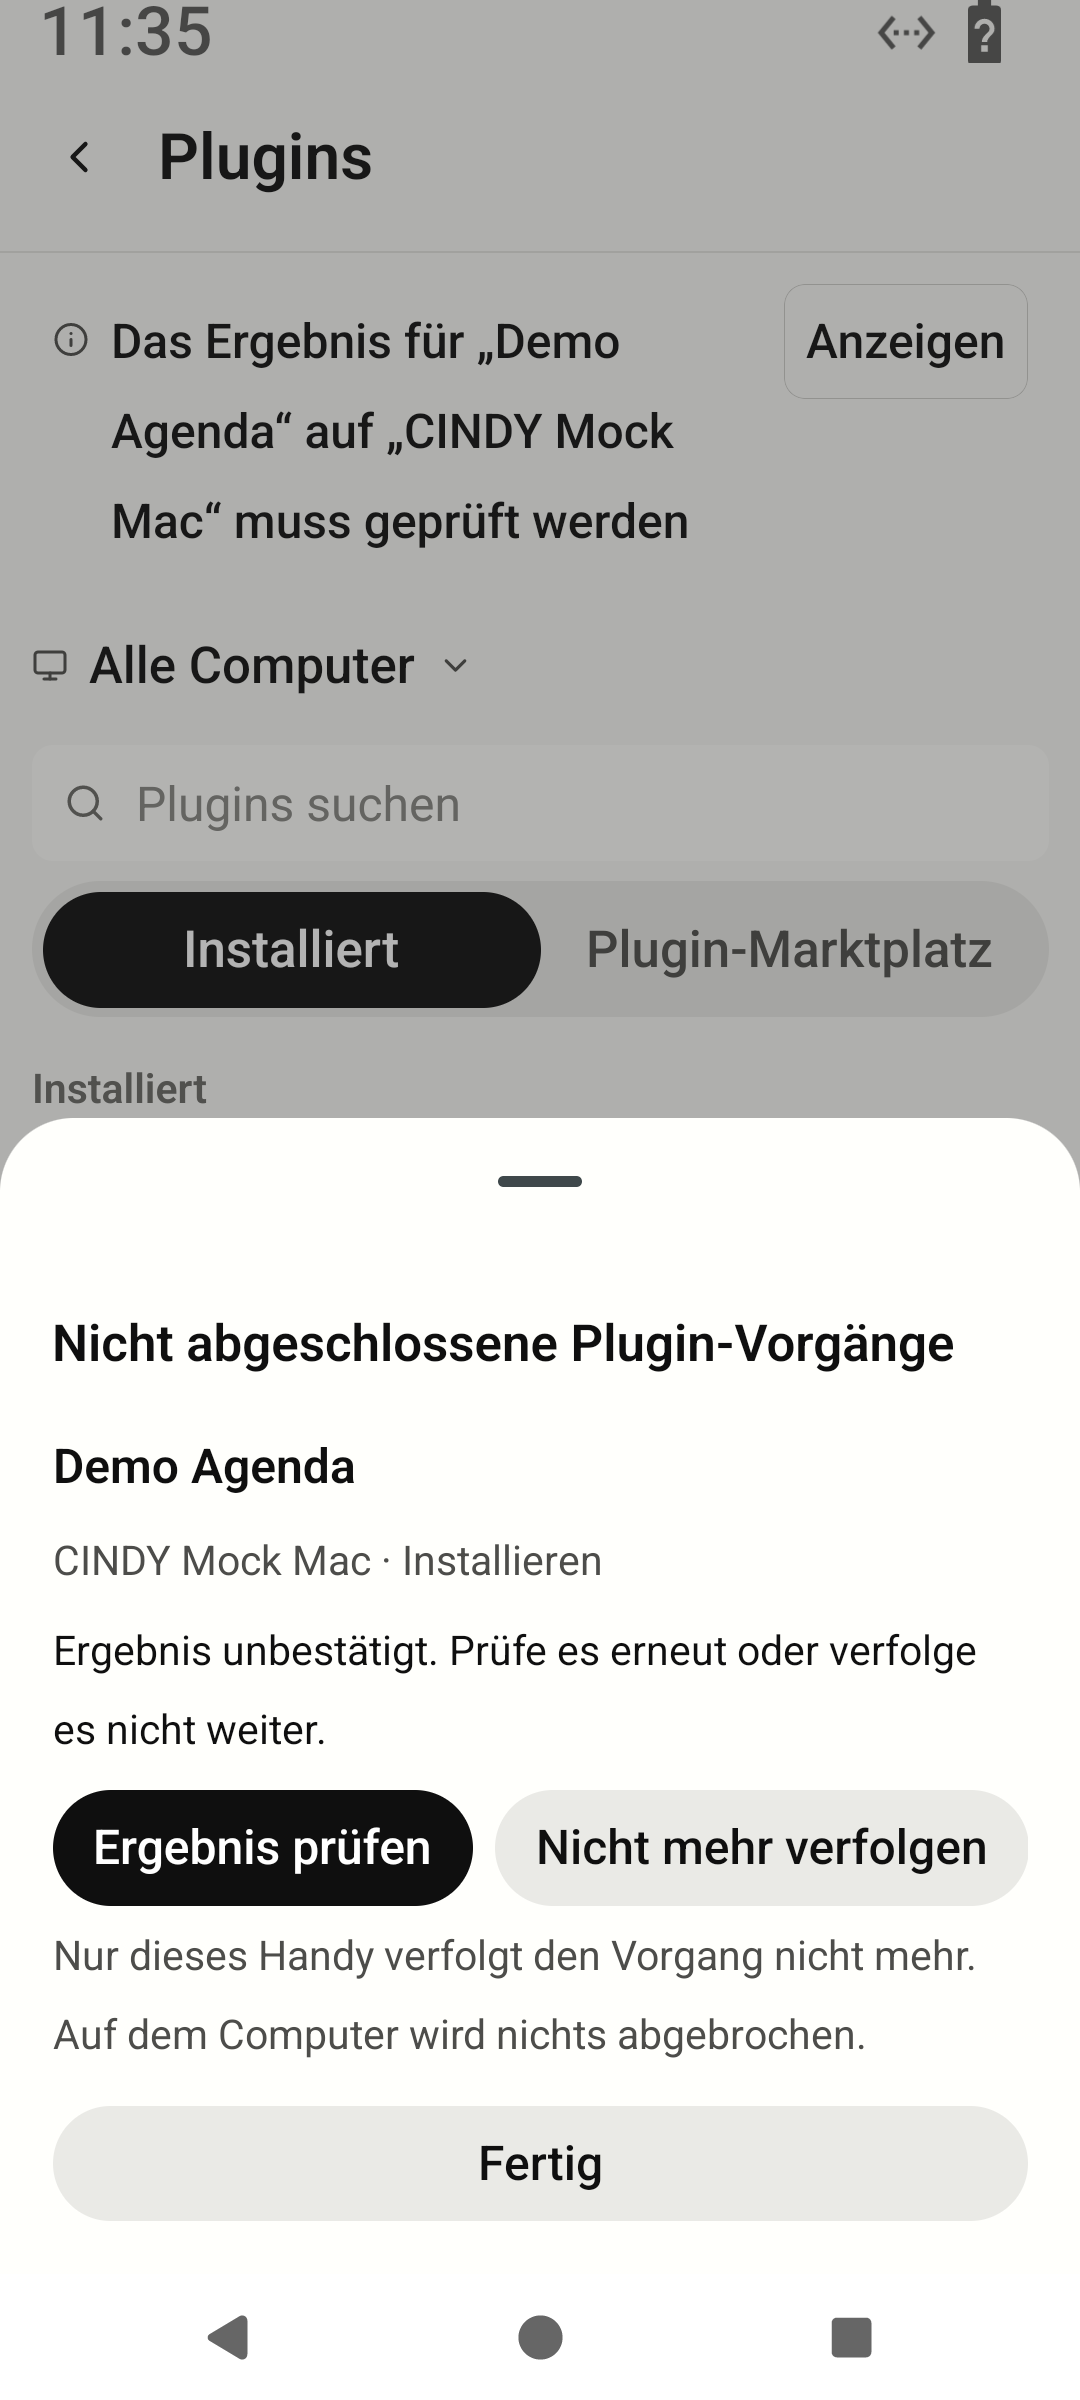 11:35
Plugins
Das Ergebnis für „Demo
Agenda“ auf „CINDY Mock
Mac“ muss geprüft werden
Anzeigen
Alle Computer
Plugins suchen
Installiert
Plugin-Marktplatz
Installiert
Nicht abgeschlossene Plugin-Vorgänge
Demo Agenda
CINDY Mock Mac · Installieren
Ergebnis unbestätigt. Prüfe es erneut oder verfolge
es nicht weiter.
Ergebnis prüfen
Nicht mehr verfolgen
Nur dieses Handy verfolgt den Vorgang nicht mehr.
Auf dem Computer wird nichts abgebrochen.
Fertig